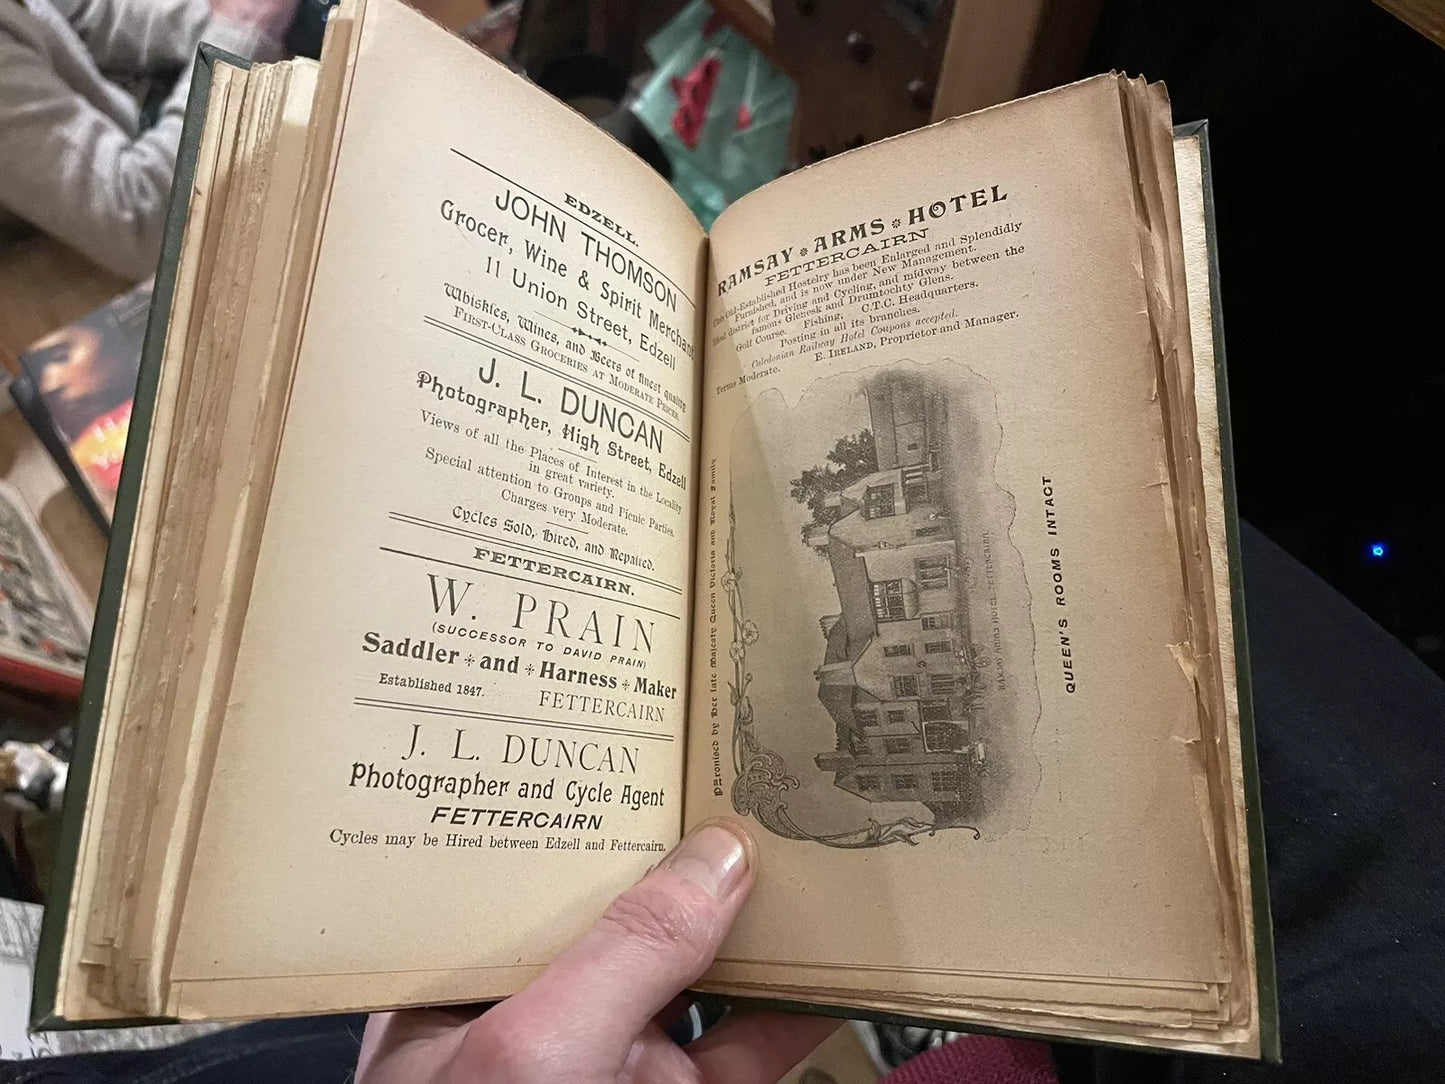 EDZELL.
JOHN THOMSON
Grocer, Wine & Spirit Merchant
11 Union Street, Edzell
Whiskies, Wines, and Beers of finest quality
FIRST-CLASS GROCERIES AT MODERATE PRICES.
J. L. DUNCAN
Photographer, High Street, Edzell
Views of all the Places of Interest in the Locality
in great variety.
Special attention to Groups and Picnic Parties.
Charges very Moderate.
Cycles Sold, Hired, and Repaired.
FETTERCAIRN.
W. PRAIN
(SUCCESSOR TO DAVID PRAIN)
Saddler and Harness Maker
Established 1847. FETTERCAIRN
J. L. DUNCAN
Photographer and Cycle Agent
FETTERCAIRN
Cycles may be Hired between Edzell and Fettercairn.
RAMSAY ARMS HOTEL
FETTERCAIRN
This Old-Established Hostelry has been Enlarged and Splendidly
Furnished, and is now under New Management.
district for Driving and Cycling, and midway between the
famous Glenesk and Drumtochty Glens.
Golf Course. Fishing. C.T.C. Headquarters.
Posting in all its branches.
Caledonian Railway Hotel Coupons accepted.
Terms Moderate. E. IRELAND, Proprietor and Manager.
Patronised by Her late Majesty Queen Victoria and Royal Family
RAMSAY ARMS HOTEL, FETTERCAIRN
QUEEN'S ROOMS INTACT